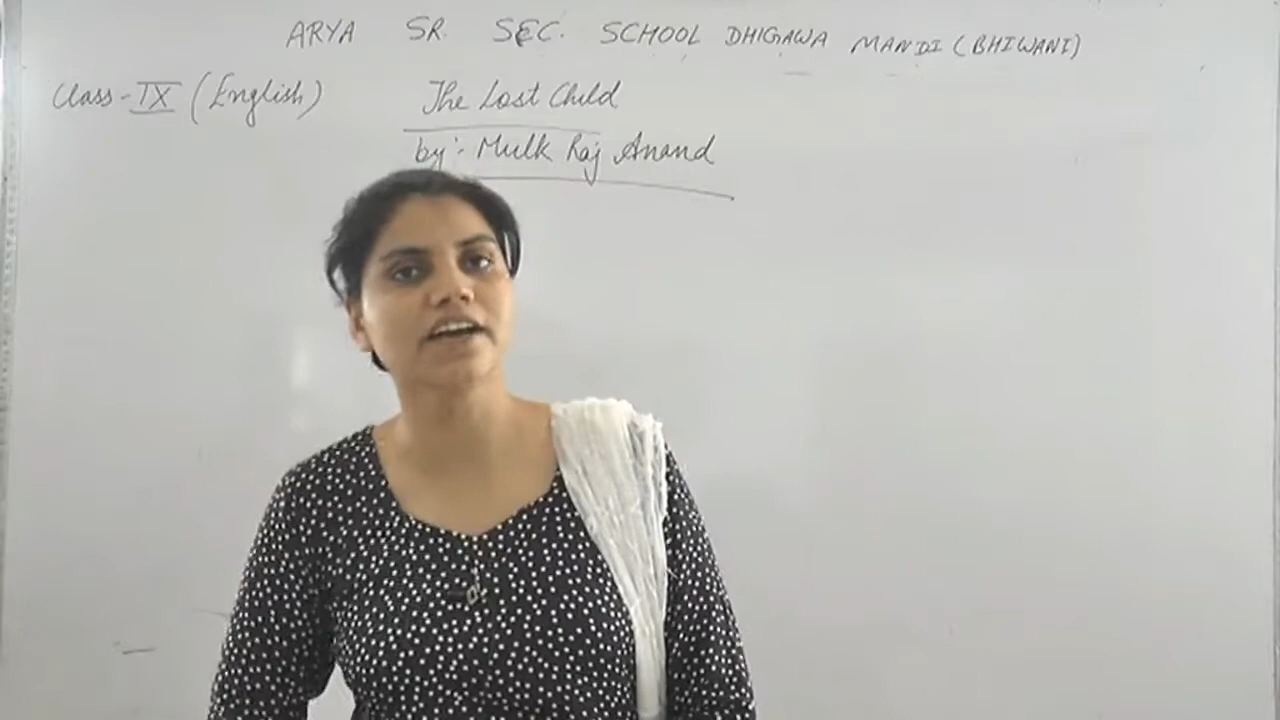 ARYA SR. SEC. SCHOOL DHIGAWA MANDI (BHIWANI)
Class - IX (English)
The Lost Child
by :- Mulk Raj Anand